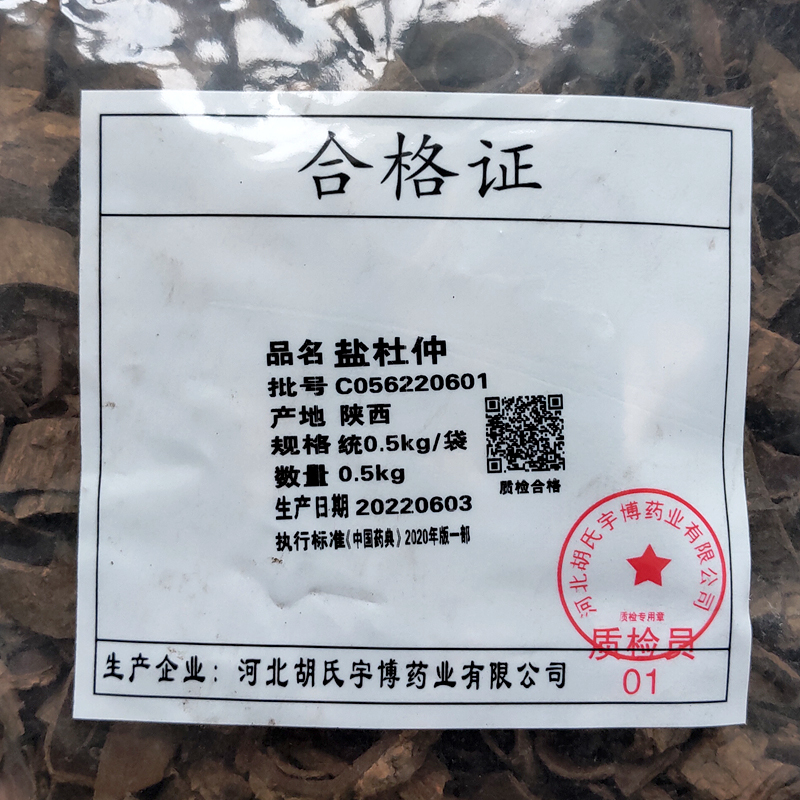 合格证
品名 盐杜仲
批号 C056220601
产地 陕西
规格 统0.5kg/袋
数量 0.5kg
生产日期 20220603
执行标准《中国药典》2020年版一部
质检合格
河北胡氏宇博药业有限公司
质检专用章
质检员
01
生产企业：河北胡氏宇博药业有限公司